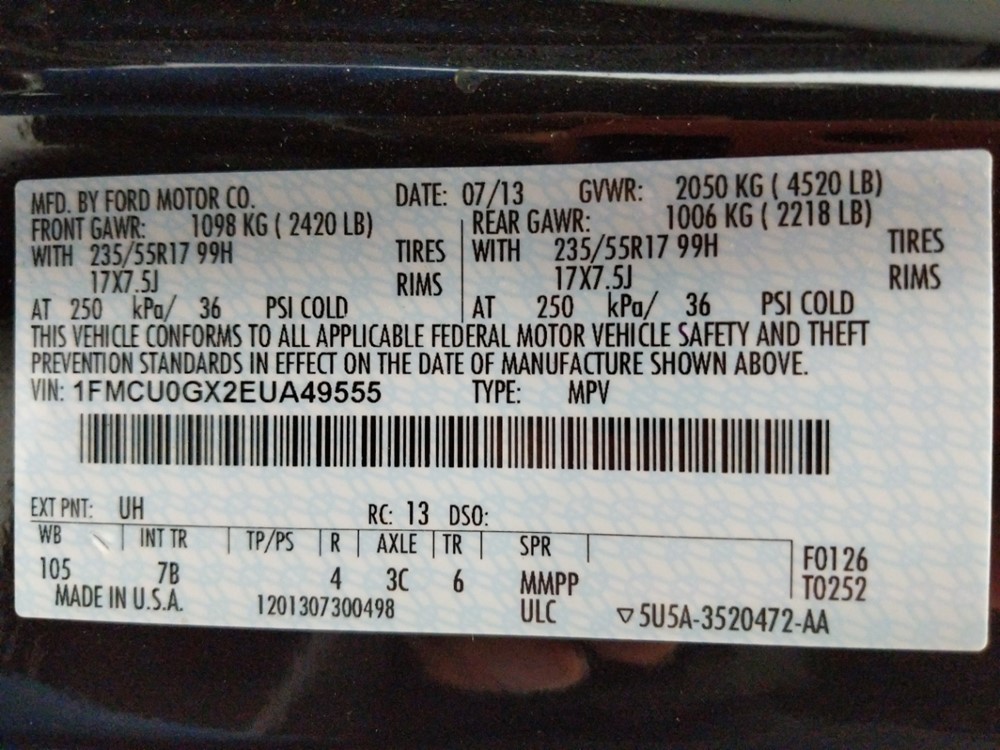 MFD. BY FORD MOTOR CO. DATE: 07/13 GVWR: 2050 KG ( 4520 LB)
FRONT GAWR: 1098 KG ( 2420 LB) REAR GAWR: 1006 KG ( 2218 LB)
WITH 235/55R17 99H TIRES WITH 235/55R17 99H TIRES
17X7.5J RIMS 17X7.5J RIMS
AT 250 kPa/ 36 PSI COLD AT 250 kPa/ 36 PSI COLD
THIS VEHICLE CONFORMS TO ALL APPLICABLE FEDERAL MOTOR VEHICLE SAFETY AND THEFT
PREVENTION STANDARDS IN EFFECT ON THE DATE OF MANUFACTURE SHOWN ABOVE.
VIN: 1FMCU0GX2EUA49555 TYPE: MPV
EXT PNT: UH RC: 13 DSO:
WB INT TR TP/PS R AXLE TR SPR F0126
105 7B 4 3C 6 MMPP T0252
MADE IN U.S.A. 1201307300498 ULC ▽5U5A-3520472-AA